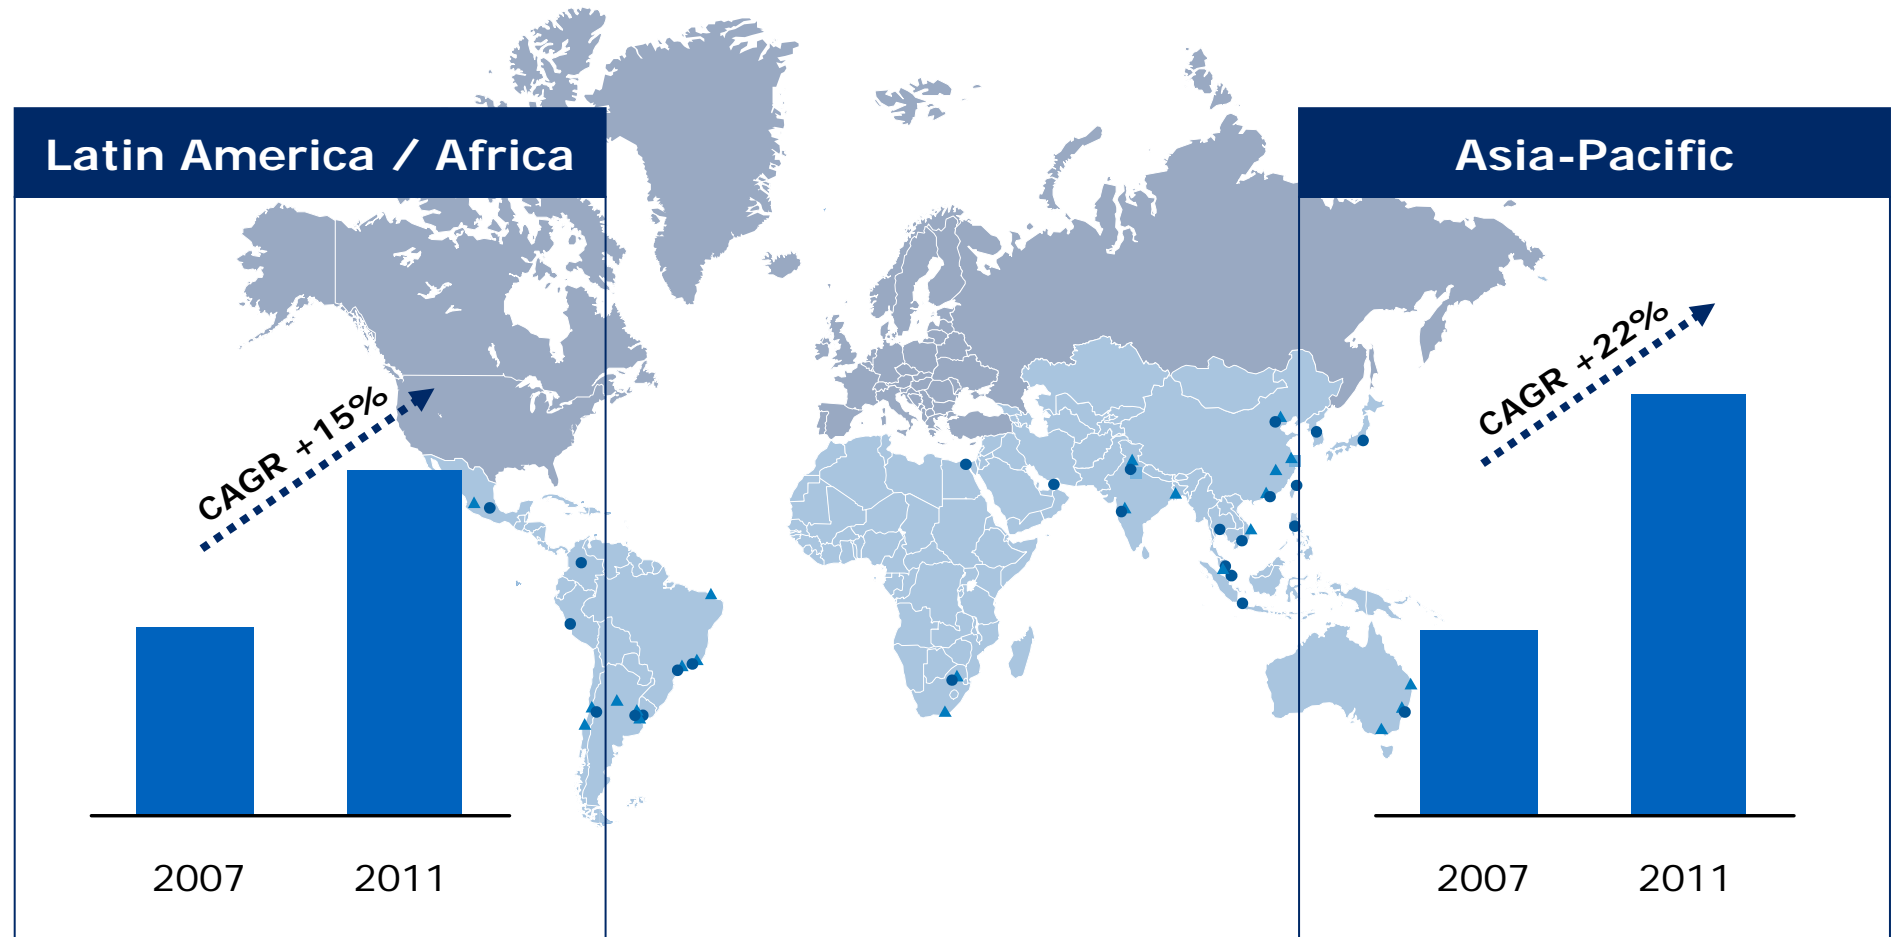 Latin America / Africa
CAGR +15%
2007 2011
Asia-Pacific
CAGR +22%
2007 2011